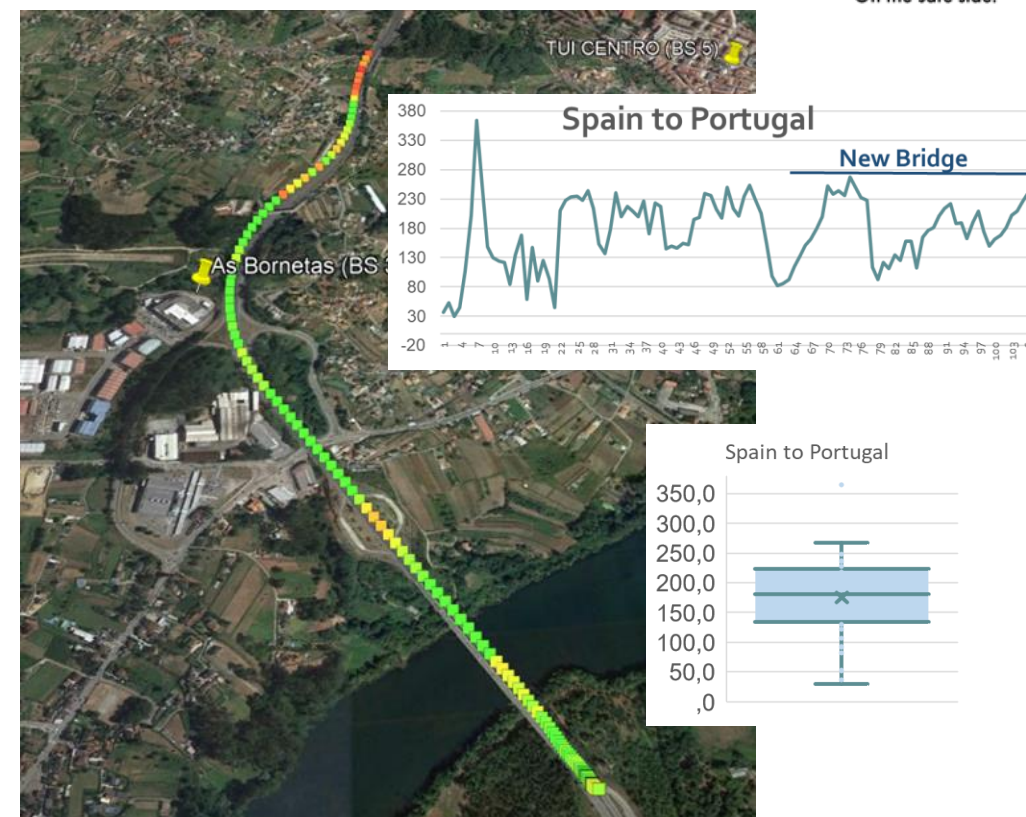 TUI CENTRO (BS 5)
As Bornetas (BS
Spain to Portugal
New Bridge
380
330
280
230
180
130
80
30
-20
1 4 7 10 13 16 19 22 25 28 31 34 37 40 43 46 49 52 55 58 61 64 67 70 73 76 79 82 85 88 91 94 97 100 103
Spain to Portugal
350,0
300,0
250,0
200,0
150,0
100,0
50,0
,0